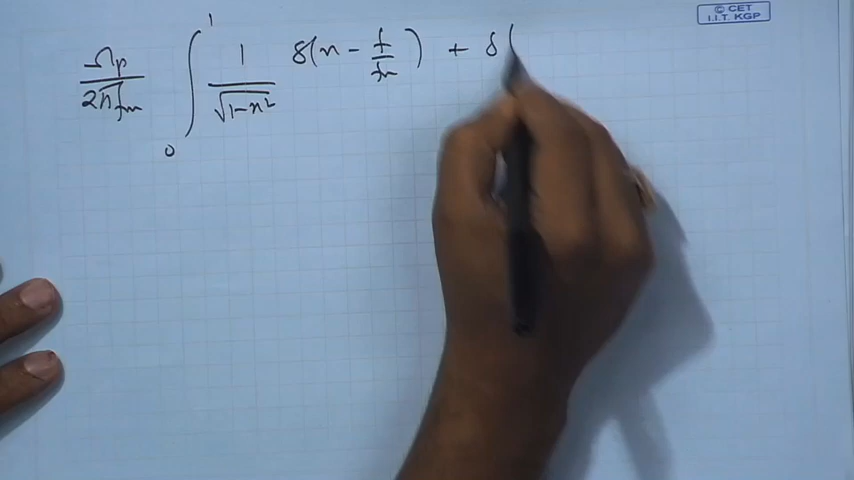 © CET
I.I.T. KGP
Ωp/2πfm ∫₀¹ 1/√(1-x²) δ(x - f/fm) + δ(